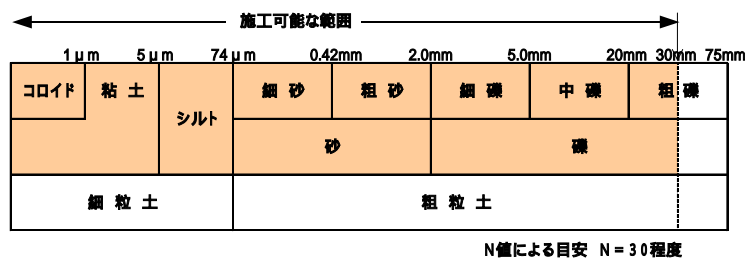 施工可能な範囲
1μm 5μm 74μm 0.42mm 2.0mm 5.0mm 20mm 30mm 75mm
コロイド 粘土 シルト 細砂 粗砂 細礫 中礫 粗礫
砂 礫
細粒土 粗粒土
N値による目安 N=30程度